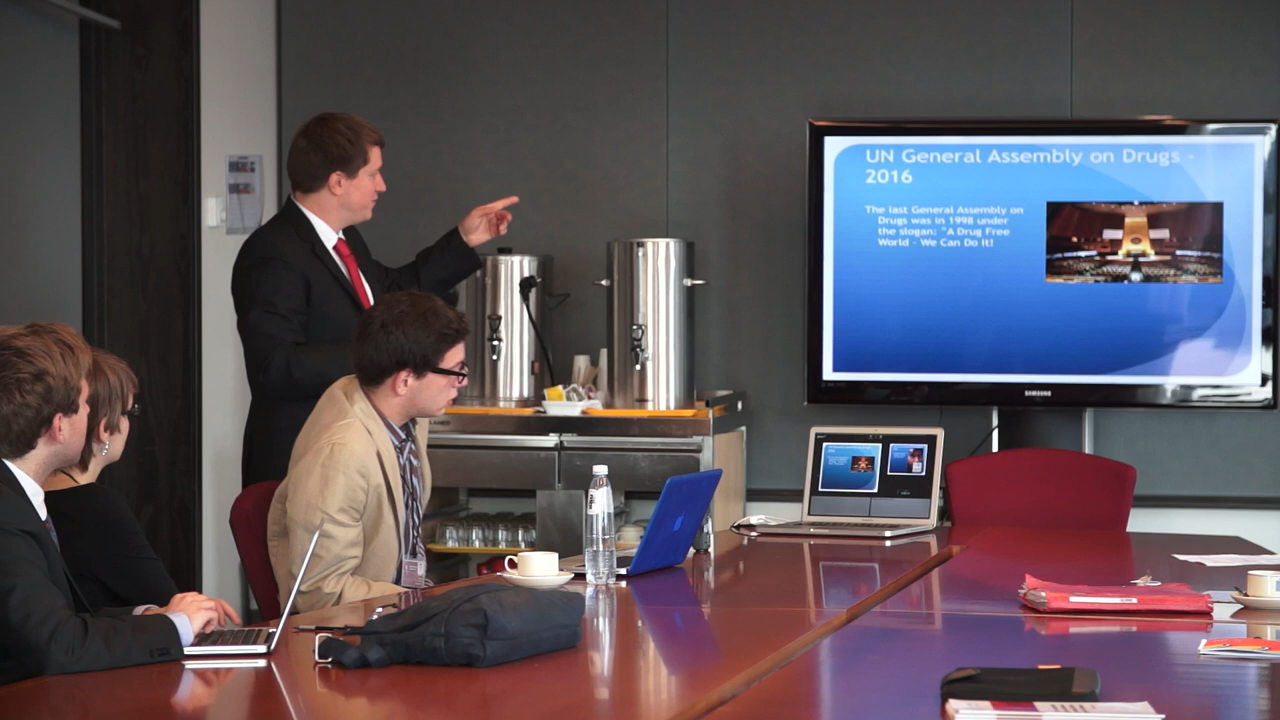 UN General Assembly on Drugs -
2016
The last General Assembly on
Drugs was in 1998 under
the slogan: "A Drug Free
World - We Can Do It!
SAMSUNG